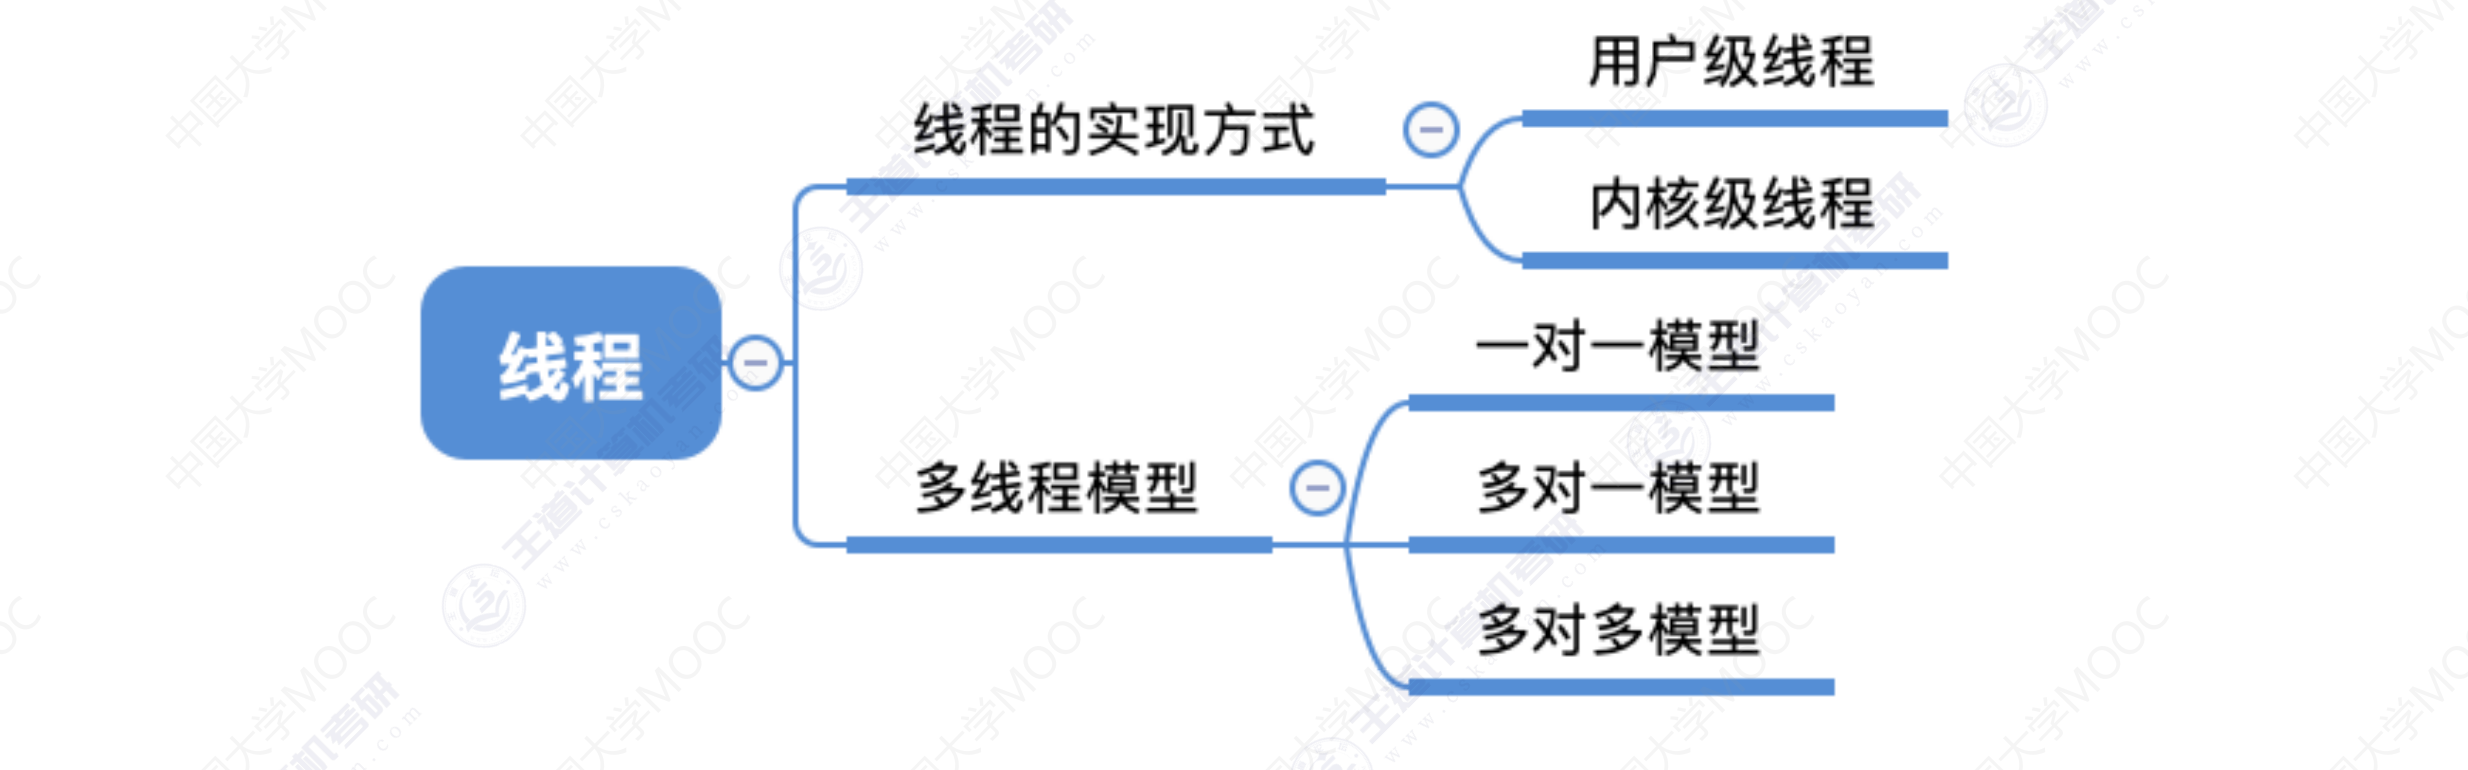 用户级线程
线程的实现方式
内核级线程
一对一模型
线程
多线程模型
多对一模型
多对多模型
中国大学MOOC
王道计算机考研
www.cskaoyan.com